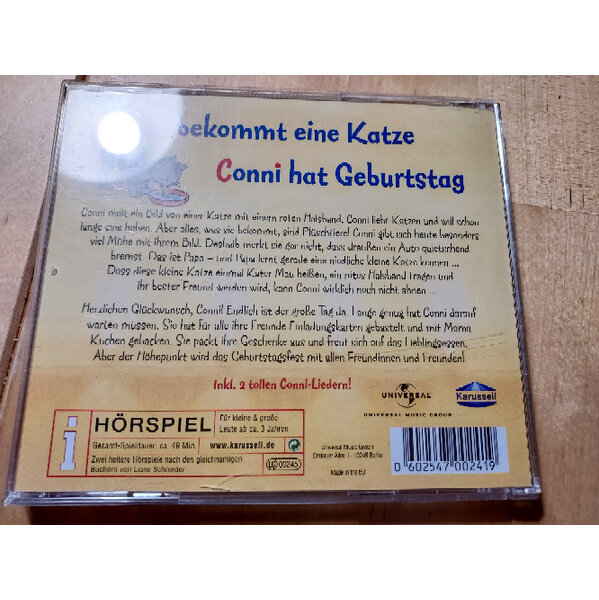 bekommt eine Katze
Conni hat Geburtstag
Conni malt ein Bild von einer Katze mit einem roten Halsband. Conni liebt Katzen und will schon
lange eine haben. Aber alles, was sie bekommt, sind Plüschtiere! Conni gibt sich heute besonders
viel Mühe mit ihrem Bild. Deshalb merkt sie gar nicht, dass draußen ein Auto quietschend
bremst. Das ist Papa – und Papa lernt gerade eine niedliche kleine Katze kennen ...
Dass diese kleine Katze einmal Kater Mau heißen, ein rotes Halsband tragen und
ihr bester Freund werden wird, kann Conni wirklich noch nicht ahnen ...
Herzlichen Glückwunsch, Conni! Endlich ist der große Tag da. Lange genug hat Conni darauf
warten müssen. Sie hat für alle ihre Freunde Einladungskarten gebastelt und mit Mama
Kuchen gebacken. Sie packt ihre Geschenke aus und freut sich auf das Lieblingsessen.
Aber der Höhepunkt wird das Geburtstagsfest mit allen Freundinnen und Freunden!
Inkl. 2 tollen Conni-Liedern!
UNIVERSAL
UNIVERSAL MUSIC GROUP
Karussell
i HÖRSPIEL
Für kleine & große
Leute ab ca. 3 Jahren
Gesamt-Spieldauer: ca. 49 Min.
www.karussell.de
Zwei heitere Hörspiele nach den gleichnamigen
Büchern von Liane Schneider
LC 00245
Universal Music GmbH
10245 Berlin
Made in the EU
0 602547 002419